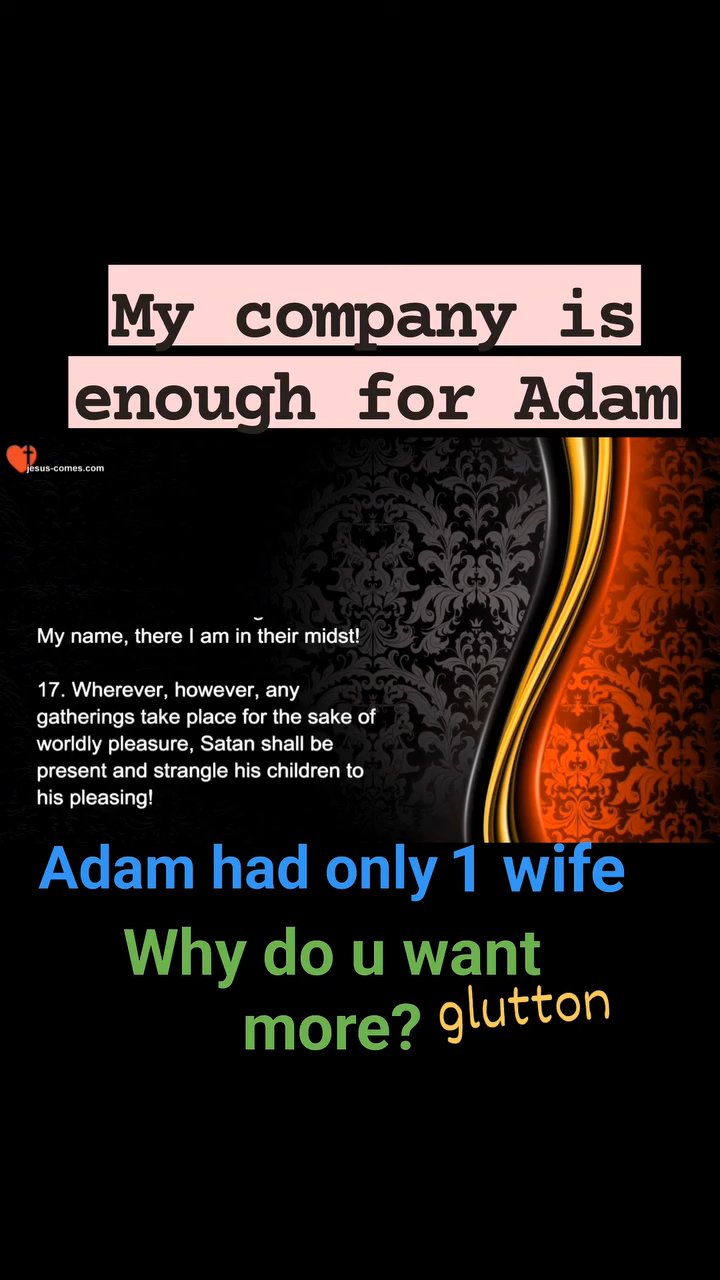 My company is
enough for Adam
jesus-comes.com
My name, there I am in their midst!
17. Wherever, however, any
gatherings take place for the sake of
worldly pleasure, Satan shall be
present and strangle his children to
his pleasing!
Adam had only 1 wife
Why do u want
more? glutton